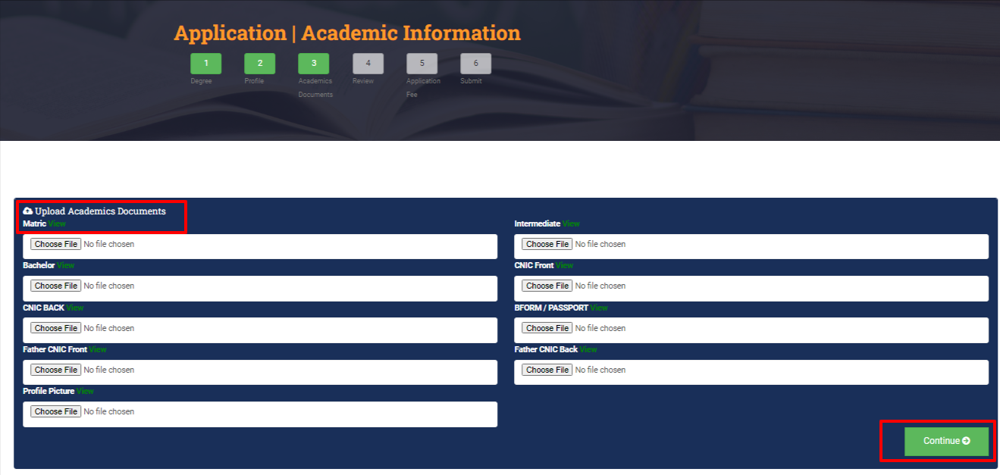 Application | Academic Information
1 2 3 4 5 6
Degree Profile Academics Review Application Submit
Documents Fee
Upload Academics Documents
Matric View Intermediate View
Choose File No file chosen Choose File No file chosen
Bachelor View CNIC Front View
Choose File No file chosen Choose File No file chosen
CNIC BACK View BFORM / PASSPORT View
Choose File No file chosen Choose File No file chosen
Father CNIC Front View Father CNIC Back View
Choose File No file chosen Choose File No file chosen
Profile Picture View
Choose File No file chosen
Continue